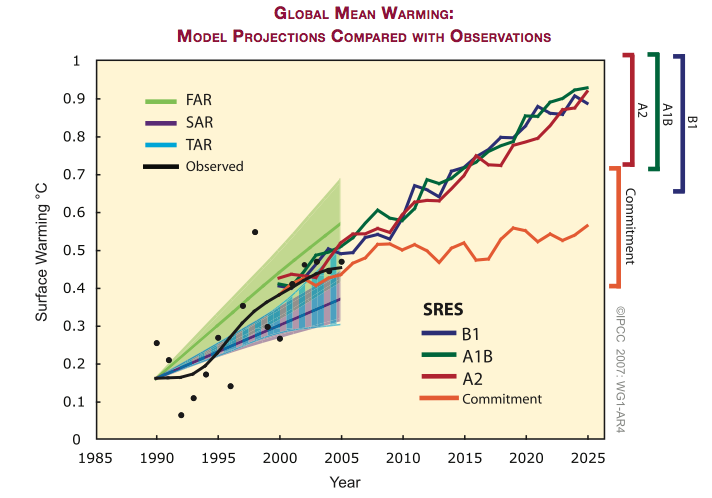 GLOBAL MEAN WARMING:
MODEL PROJECTIONS COMPARED WITH OBSERVATIONS
1
0.9
0.8
0.7
0.6
0.5
0.4
0.3
0.2
0.1
0
Surface Warming °C
FAR
SAR
TAR
Observed
SRES
B1
A1B
A2
Commitment
1985
1990
1995
2000
2005
2010
2015
2020
2025
Year
A2
A1B
B1
Commitment
©IPCC 2007: WG1-AR4